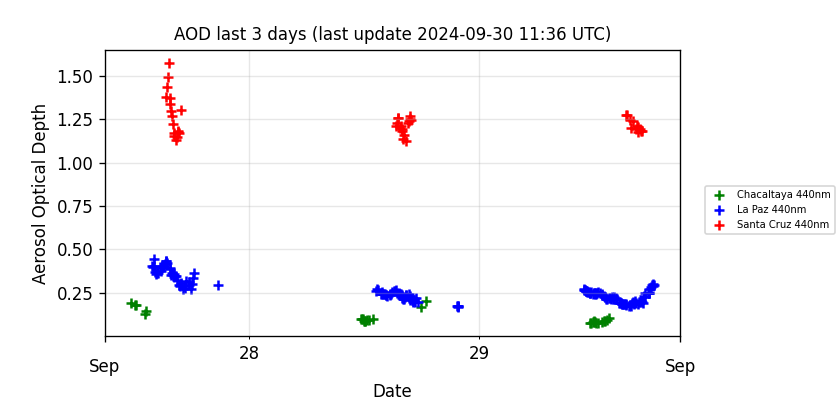 AOD last 3 days (last update 2024-09-30 11:36 UTC)
1.50
1.25
1.00
0.75
0.50
0.25
Aerosol Optical Depth
28
29
Sep
Sep
Date
Chacaltaya 440nm
La Paz 440nm
Santa Cruz 440nm